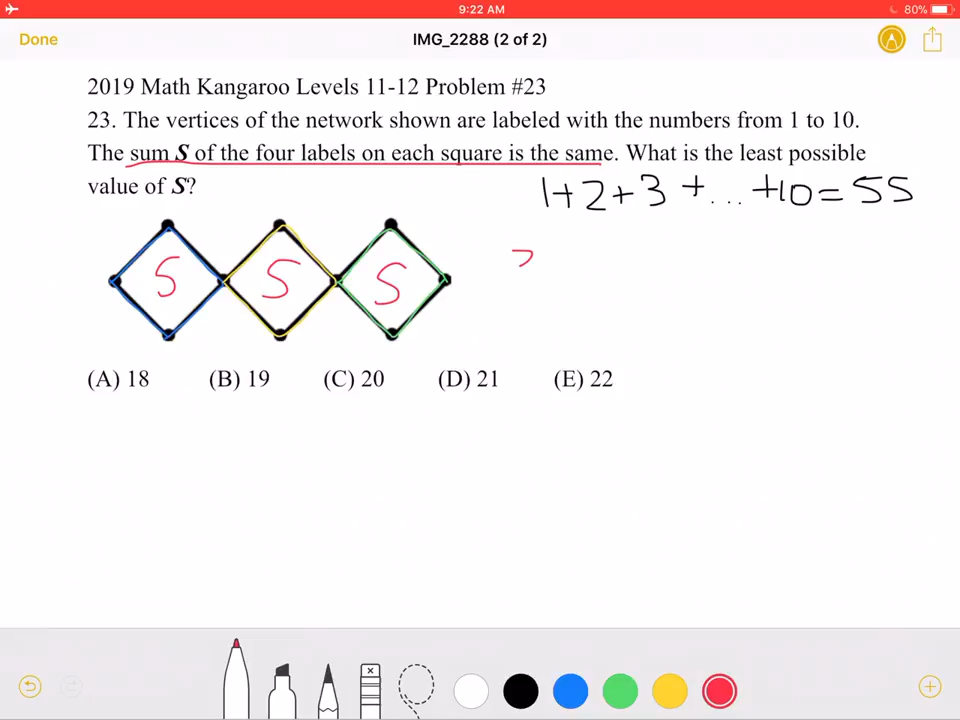 9:22 AM
80%
Done
IMG_2288 (2 of 2)
2019 Math Kangaroo Levels 11-12 Problem #23
23. The vertices of the network shown are labeled with the numbers from 1 to 10.
The sum S of the four labels on each square is the same. What is the least possible
value of S?
1+2+3+...+10=55
S S S
(A) 18 (B) 19 (C) 20 (D) 21 (E) 22